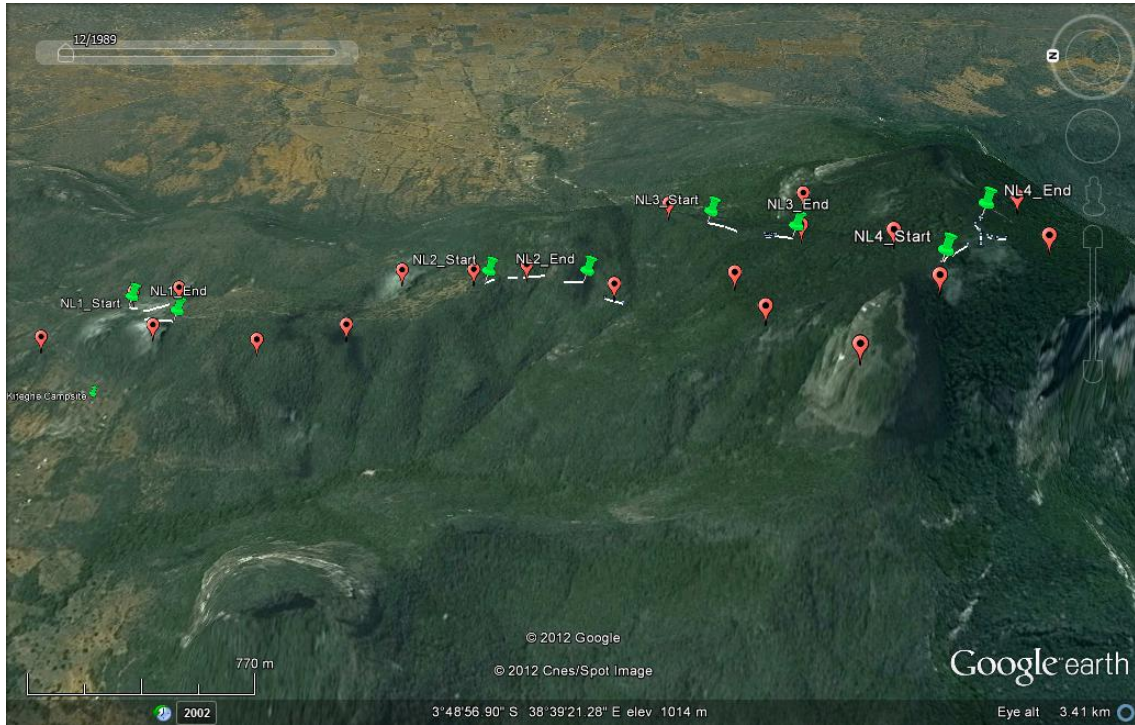 12/1989
N
NL3_Start
NL3_End
NL4_End
NL4_Start
NL2_Start
NL2_End
NL1_Start
NL1_End
Campsite
© 2012 Google
© 2012 Cnes/Spot Image
770 m
Google earth
2002
3°48'56.90" S 38°39'21.28" E elev 1014 m
Eye alt 3.41 km